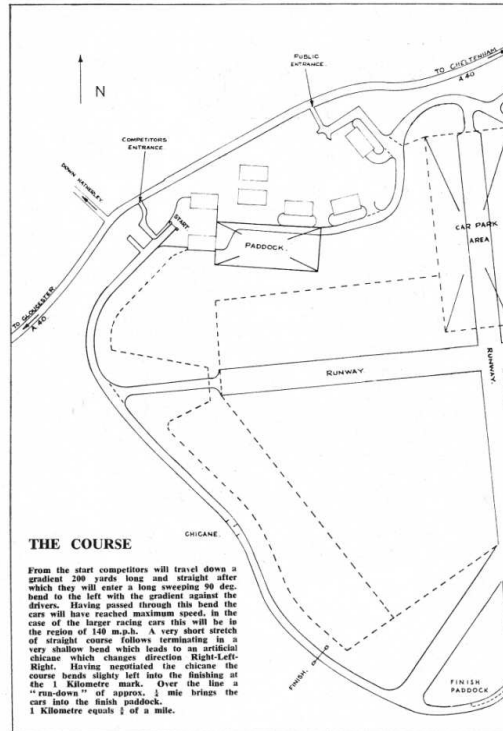 TO CHELTENHAM
A 40
PUBLIC
ENTRANCE.
N
COMPETITORS
ENTRANCE
DOWN HATHERLEY
START
PADDOCK.
CAR PARK
AREA
TO GLOUCESTER
A 40.
RUNWAY
RUNWAY.
CHICANE.
THE COURSE
From the start competitors will travel down a
gradient 200 yards long and straight after
which they will enter a long sweeping 90 deg.
bend to the left with the gradient against the
drivers. Having passed through this bend the
cars will have reached maximum speed, in the
case of the larger racing cars this will be in
the region of 140 m.p.h. A very short stretch
of straight course follows terminating in a
very shallow bend which leads to an artificial
chicane which changes direction Right-Left-
Right. Having negotiated the chicane the
course bends slighty left into the finishing at
the 1 Kilometre mark. Over the line a
"run-down" of approx. mie brings the
cars into the finish paddock.
1 Kilometre equals of a mile.
FINISH.
FINISH
PADDOCK